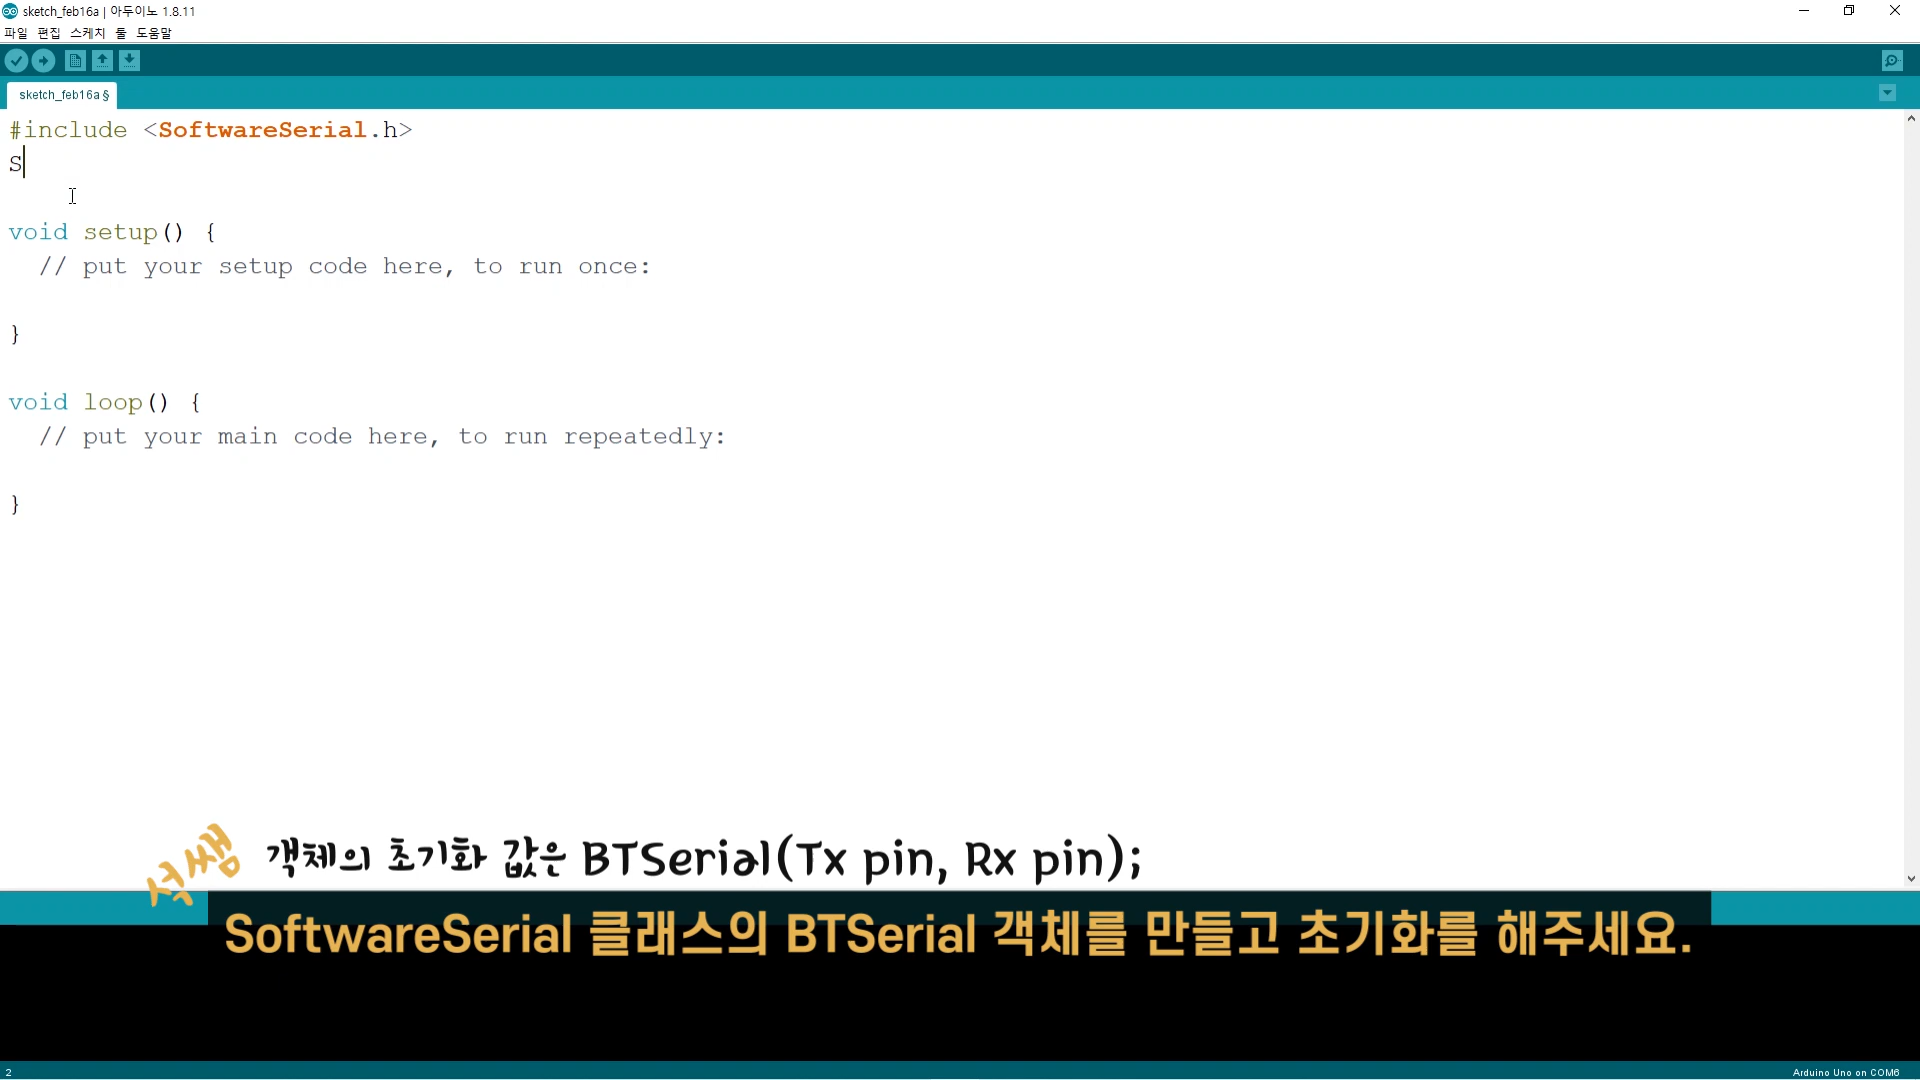 sketch_feb16a | 아두이노 1.8.11
파일 편집 스케치 툴 도움말
sketch_feb16a §
#include <SoftwareSerial.h>
S
void setup() {
// put your setup code here, to run once:
}
void loop() {
// put your main code here, to run repeatedly:
}
석쌤 객체의 초기화 값은 BTSerial(Tx pin, Rx pin);
SoftwareSerial 클래스의 BTSerial 객체를 만들고 초기화를 해주세요.
2 Arduino Uno on COM6